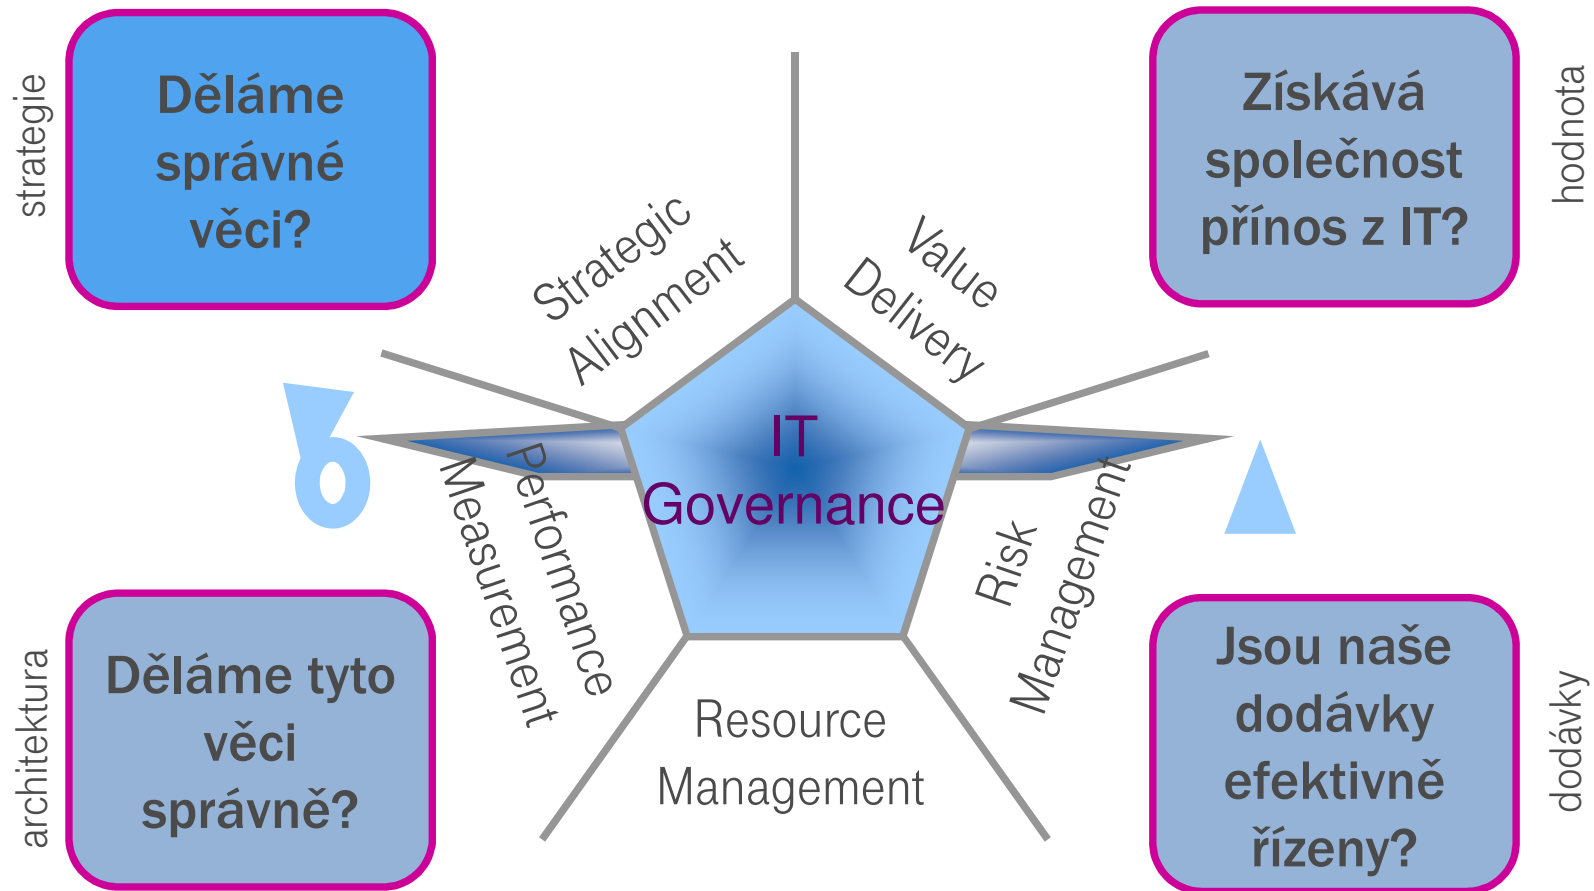 strategie
Děláme
správné
věci?
Získává
společnost
přínos z IT?
hodnota
Strategic
Alignment
Value
Delivery
IT
Governance
Performance
Measurement
Risk
Management
Resource
Management
architektura
Děláme tyto
věci
správně?
Jsou naše
dodávky
efektivně
řízeny?
dodávky